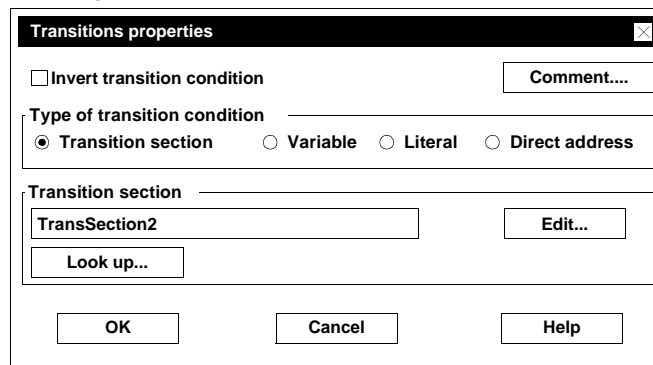 Transitions properties
Invert transition condition Comment....
Type of transition condition
Transition section Variable Literal Direct address
Transition section
TransSection2 Edit...
Look up...
OK Cancel Help